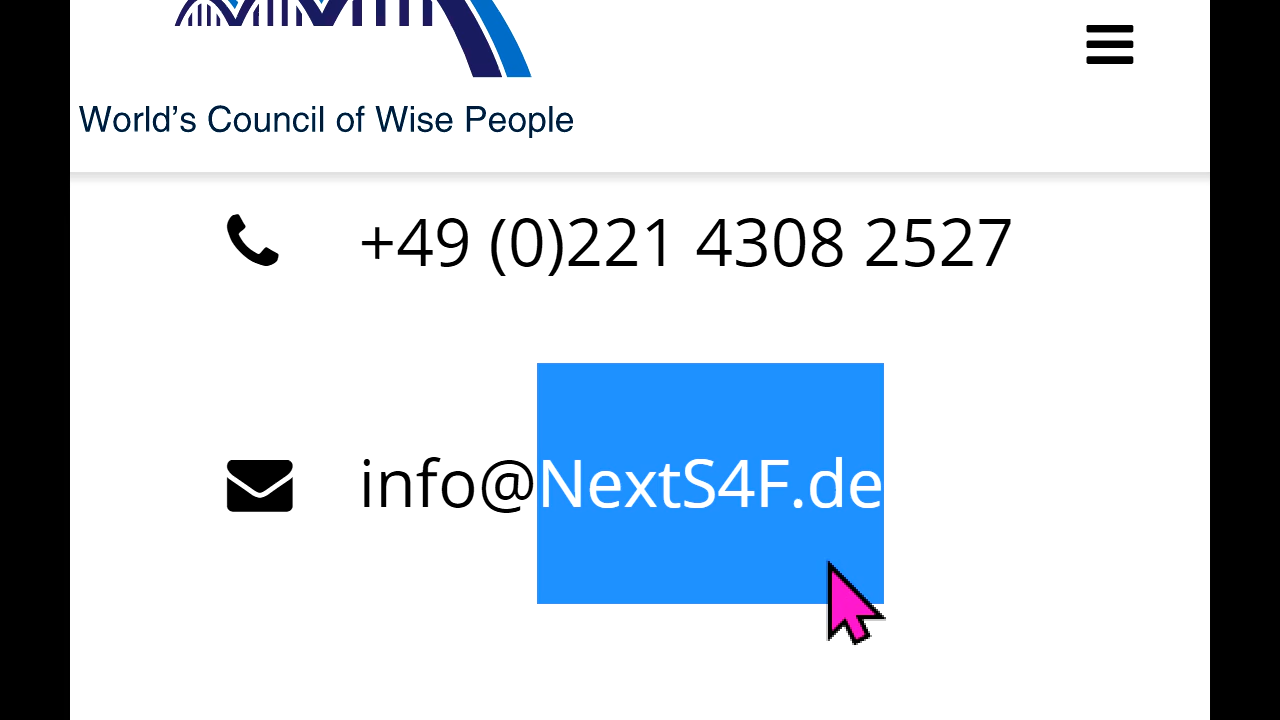 World’s Council of Wise People
+49 (0)221 4308 2527
info@NextS4F.de